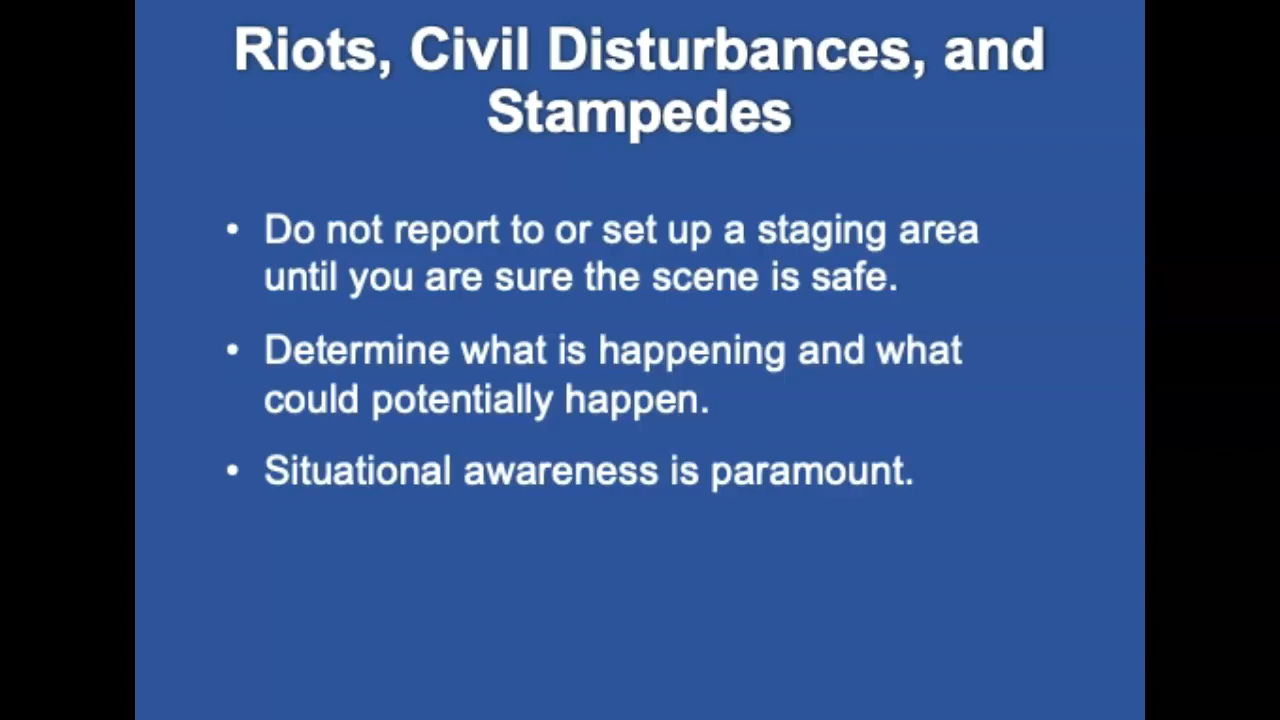 Riots, Civil Disturbances, and
Stampedes
• Do not report to or set up a staging area
until you are sure the scene is safe.
• Determine what is happening and what
could potentially happen.
• Situational awareness is paramount.